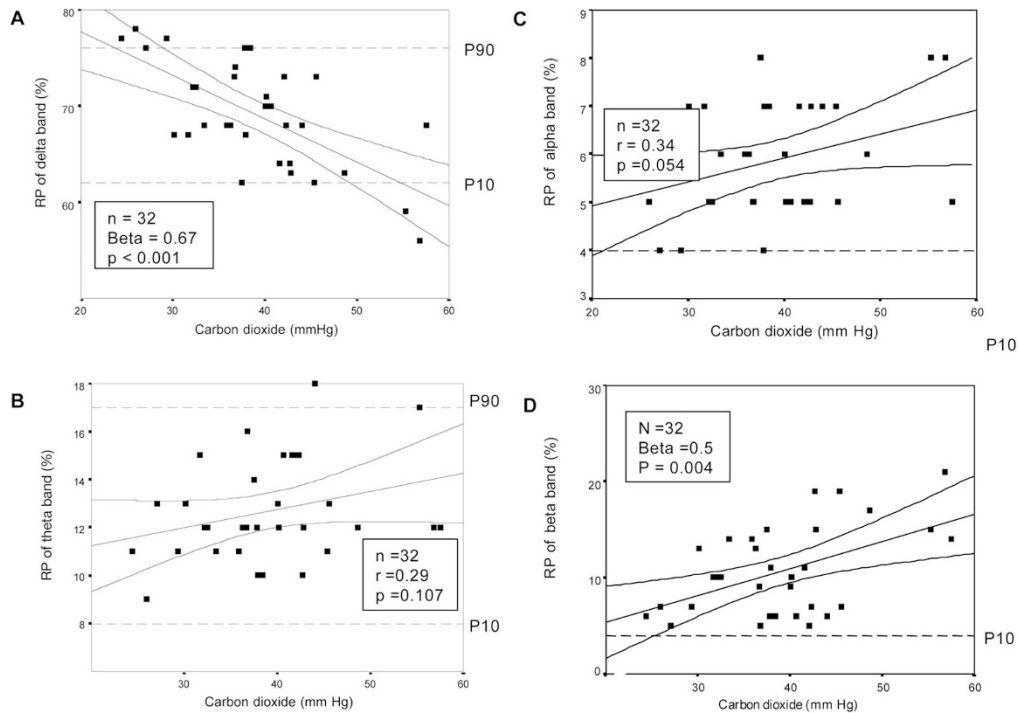 A
80
70
60
RP of delta band (%)
P90
P10
n = 32
Beta = 0.67
p < 0.001
20 30 40 50 60
Carbon dioxide (mmHg)
C
9
8
7
6
5
4
3
RP of alpha band (%)
n =32
r = 0.34
p =0.054
20 30 40 50 60
Carbon dioxide (mm Hg)
P10
B
18
16
14
12
10
8
RP of theta band (%)
P90
P10
n =32
r =0.29
p =0.107
30 40 50 60
Carbon dioxide (mm Hg)
D
30
20
10
0
RP of beta band (%)
N =32
Beta =0.5
P = 0.004
P10
30 40 50 60
Carbon dioxide (mm Hg)